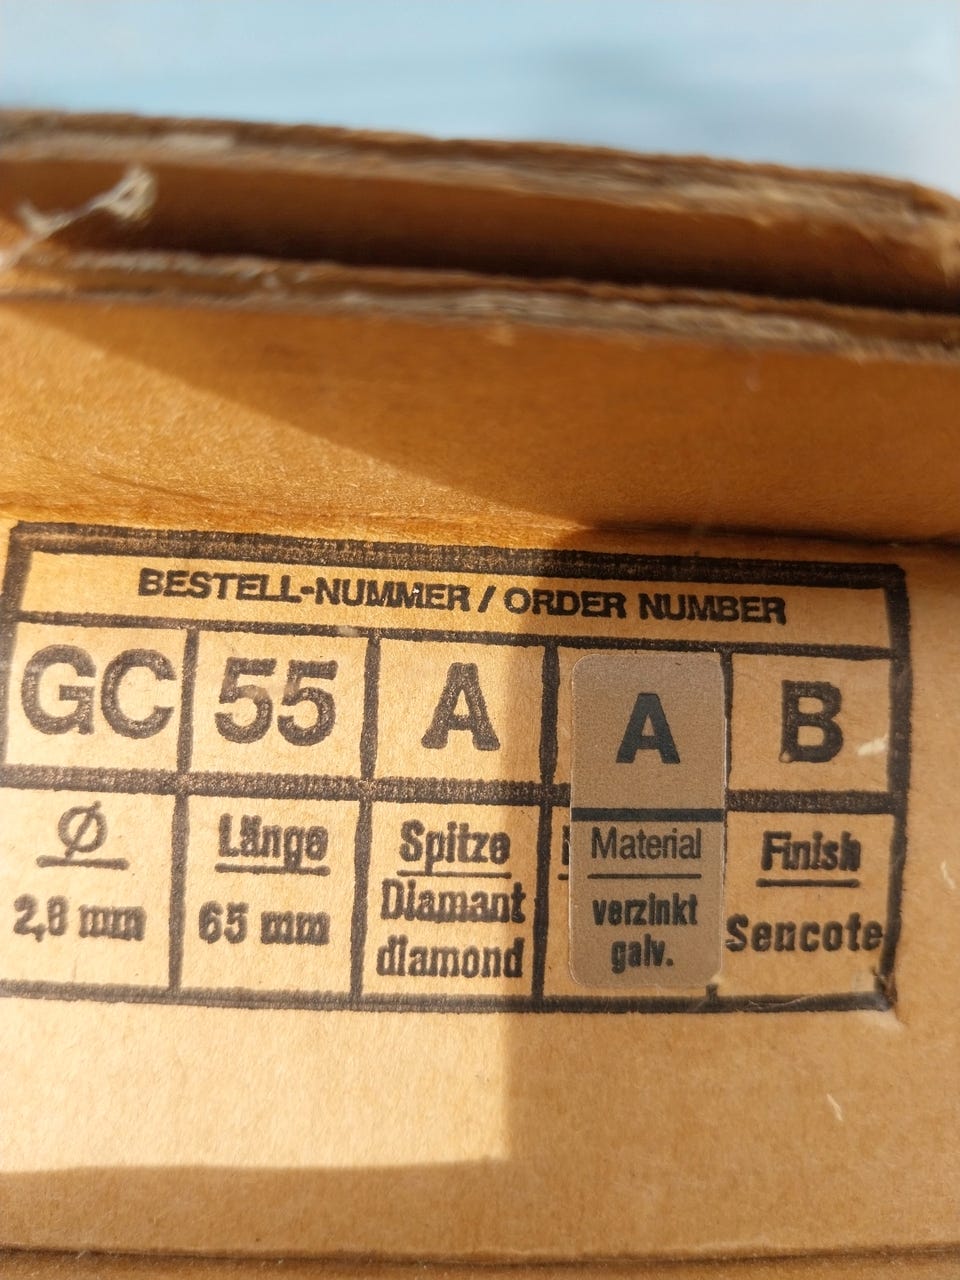 BESTELL-NUMMER / ORDER NUMBER
GC 55 A A B
Ø Länge Spitze Material Finish
2,8 mm 65 mm Diamant diamond verzinkt galv. Sencote